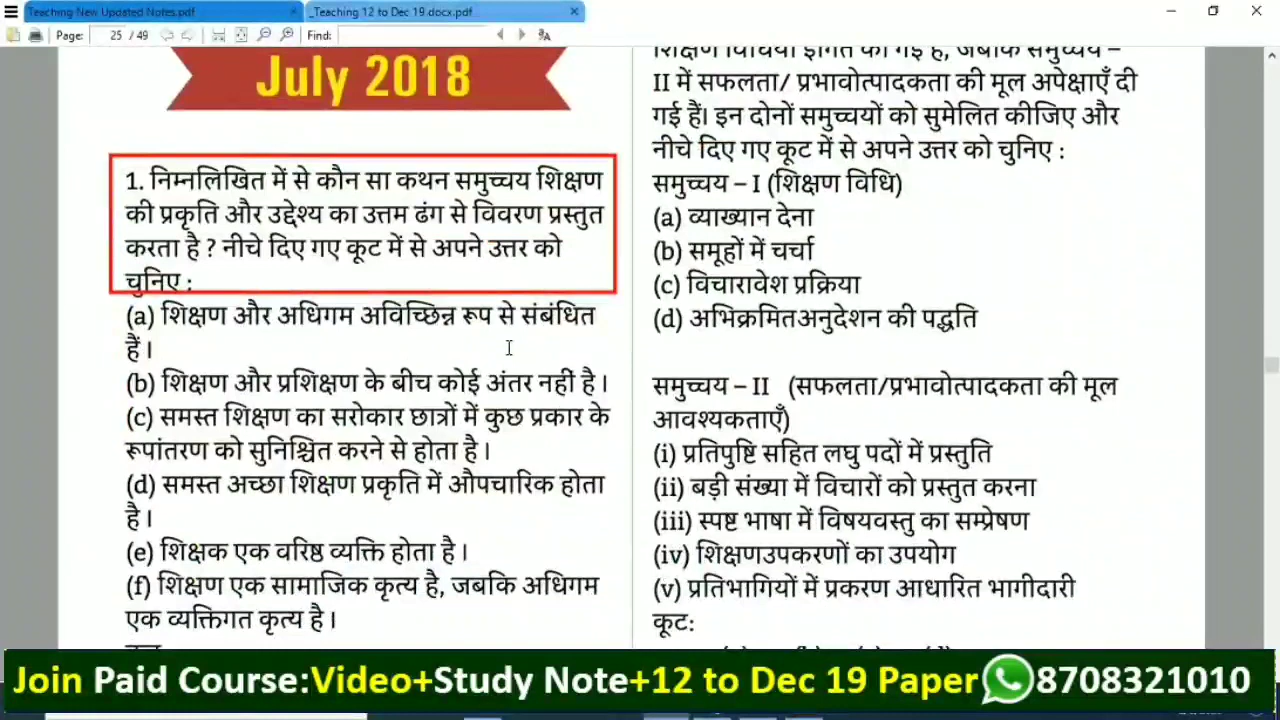 Teaching New Updated Notes.pdf
_Teaching 12 to Dec 19.docx.pdf
Page:
25 / 49
Find:
July 2018
1. निम्नलिखित में से कौन सा कथन समुच्चय शिक्षण
की प्रकृति और उद्देश्य का उत्तम ढंग से विवरण प्रस्तुत
करता है ? नीचे दिए गए कूट में से अपने उत्तर को
चुनिए :
(a) शिक्षण और अधिगम अविच्छिन्न रूप से संबंधित
हैं ।
(b) शिक्षण और प्रशिक्षण के बीच कोई अंतर नहीं है ।
(c) समस्त शिक्षण का सरोकार छात्रों में कुछ प्रकार के
रूपांतरण को सुनिश्चित करने से होता है ।
(d) समस्त अच्छा शिक्षण प्रकृति में औपचारिक होता
है ।
(e) शिक्षक एक वरिष्ठ व्यक्ति होता है ।
(f) शिक्षण एक सामाजिक कृत्य है, जबकि अधिगम
एक व्यक्तिगत कृत्य है ।
शिक्षण विधियां इंगित की गई हैं, जबकि समुच्चय –
II में सफलता/ प्रभावोत्पादकता की मूल अपेक्षाएँ दी
गई हैं। इन दोनों समुच्चयों को सुमेलित कीजिए और
नीचे दिए गए कूट में से अपने उत्तर को चुनिए :
समुच्चय – I (शिक्षण विधि)
(a) व्याख्यान देना
(b) समूहों में चर्चा
(c) विचारावेश प्रक्रिया
(d) अभिक्रमितअनुदेशन की पद्धति
समुच्चय – II (सफलता/प्रभावोत्पादकता की मूल
आवश्यकताएँ)
(i) प्रतिपुष्टि सहित लघु पदों में प्रस्तुति
(ii) बड़ी संख्या में विचारों को प्रस्तुत करना
(iii) स्पष्ट भाषा में विषयवस्तु का सम्प्रेषण
(iv) शिक्षणउपकरणों का उपयोग
(v) प्रतिभागियों में प्रकरण आधारित भागीदारी
कूट:
Join Paid Course:Video+Study Note+12 to Dec 19 Paper 8708321010